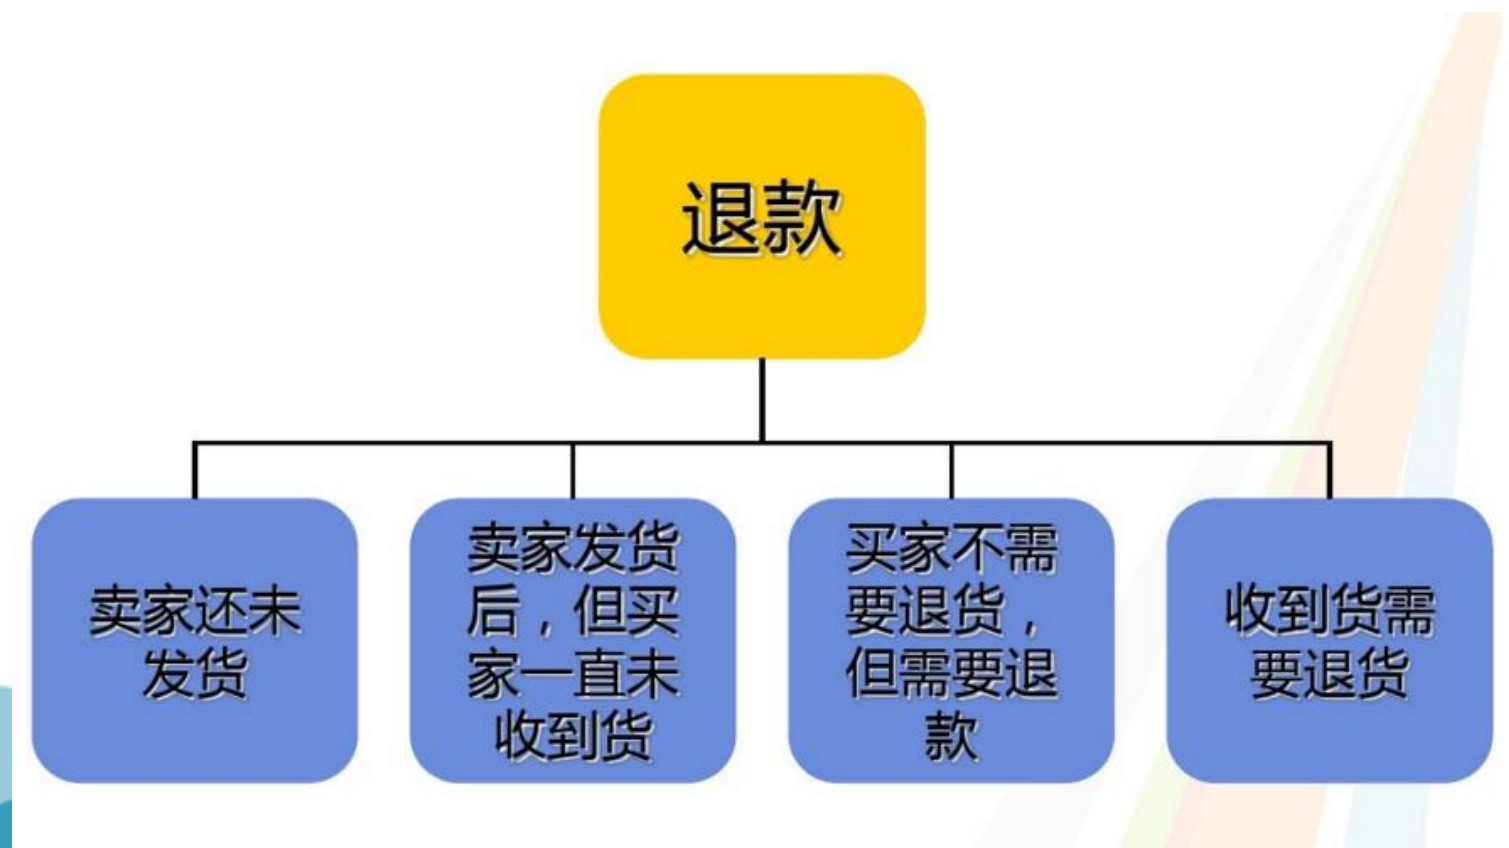 退款
卖家还未
发货
卖家发货
后，但买
家一直未
收到货
买家不需
要退货，
但需要退
款
收到货需
要退货